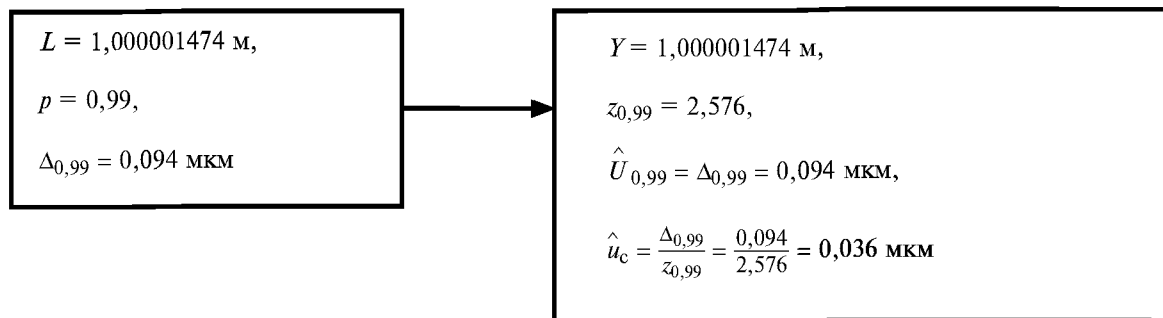 L = 1,000001474 м,
p = 0,99,
Δ0,99 = 0,094 мкм
Y = 1,000001474 м,
z0,99 = 2,576,
Û0,99 = Δ0,99 = 0,094 мкм,
ûc = Δ0,99/z0,99 = 0,094/2,576 = 0,036 мкм